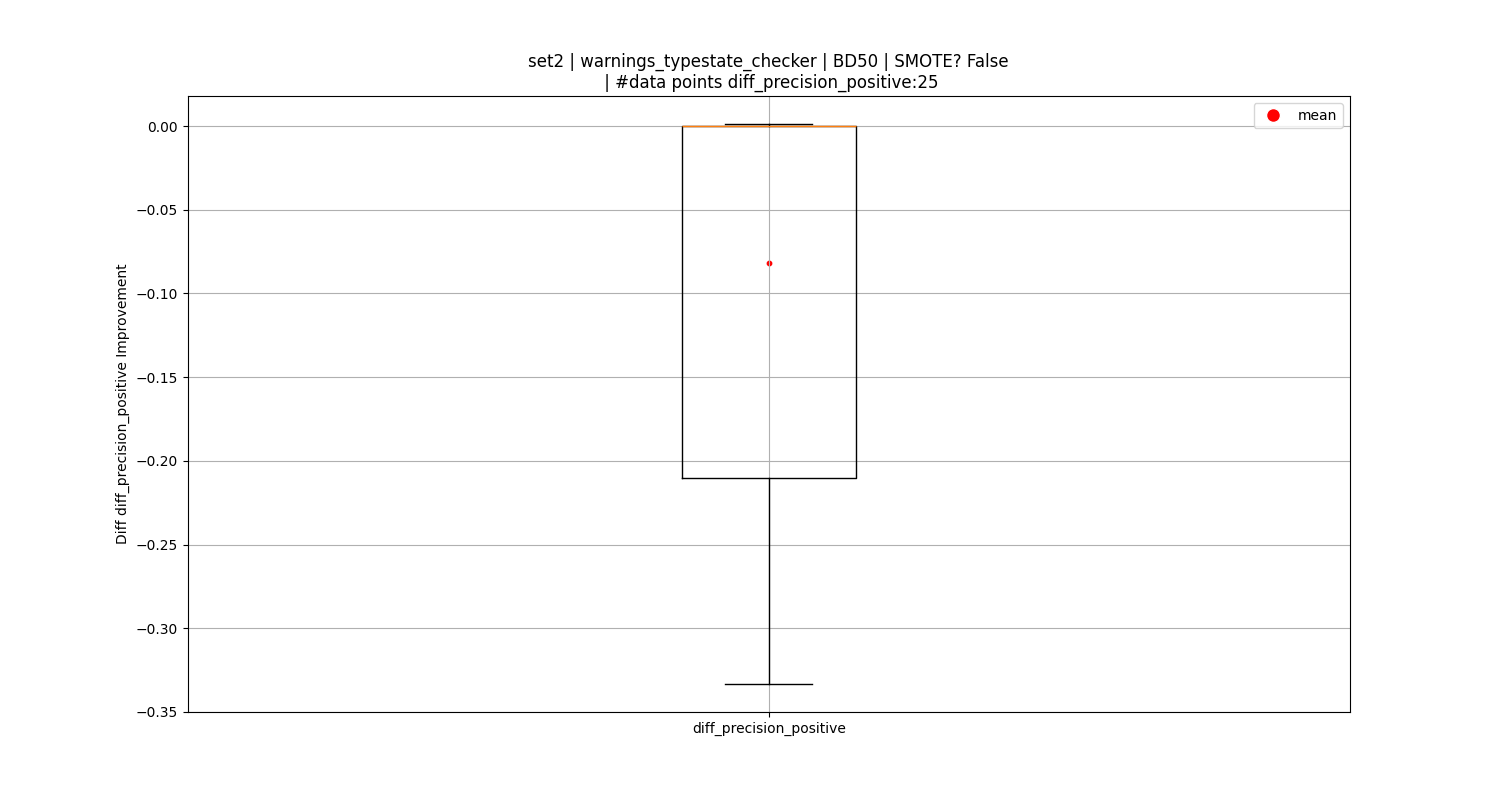 set2 | warnings_typestate_checker | BD50 | SMOTE? False
| #data points diff_precision_positive:25
mean
0.00
−0.05
−0.10
−0.15
−0.20
−0.25
−0.30
−0.35
Diff diff_precision_positive Improvement
diff_precision_positive